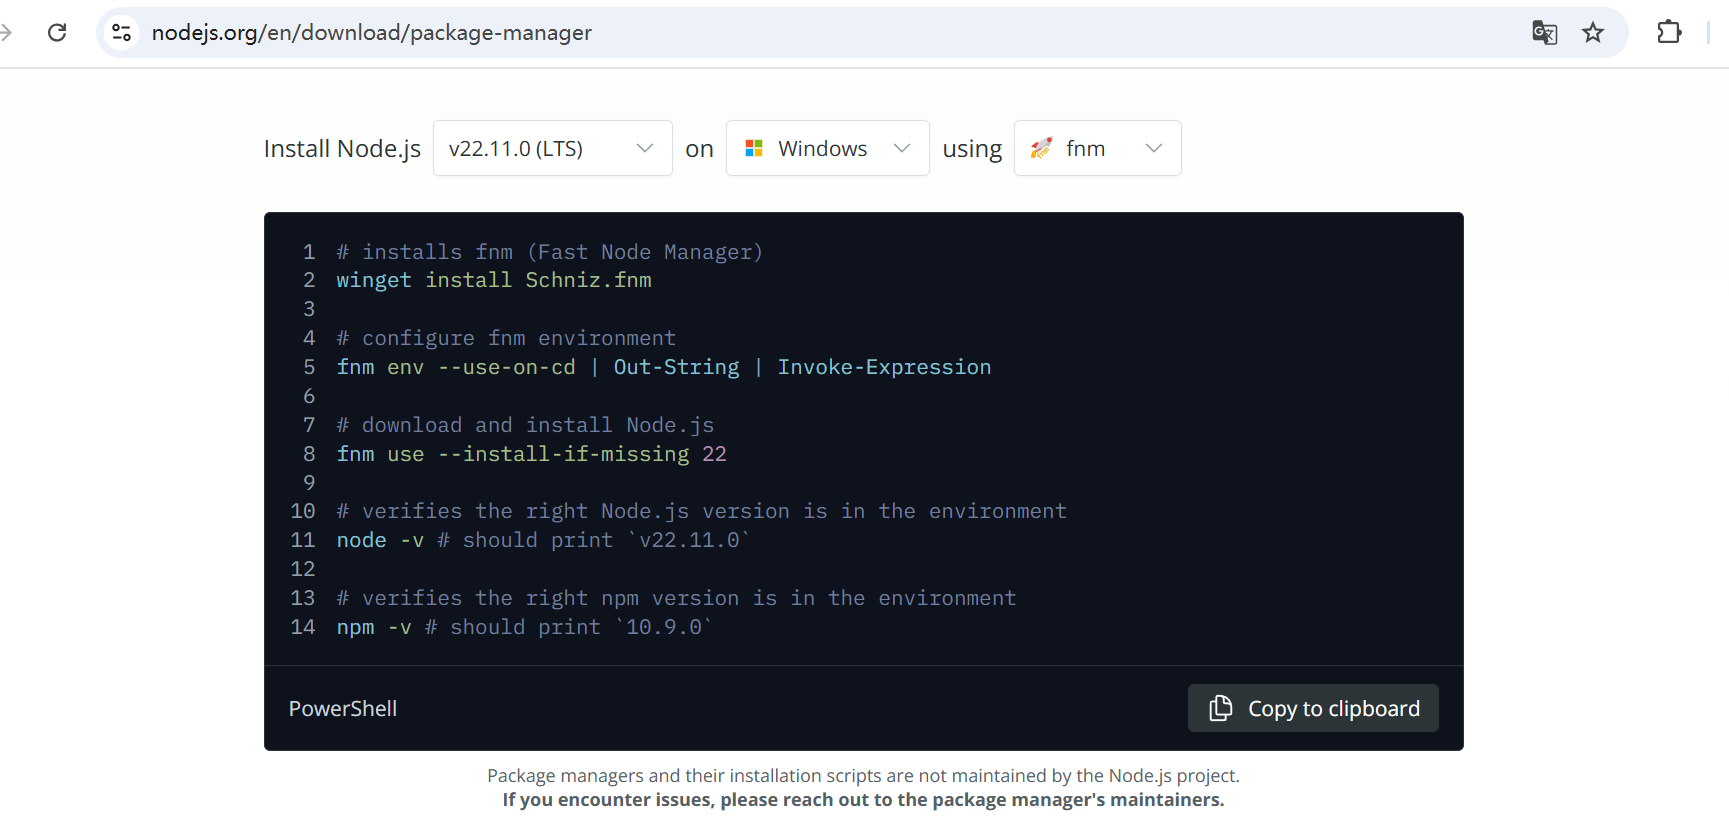 nodejs.org/en/download/package-manager
Install Node.js v22.11.0 (LTS) on Windows using fnm
1 # installs fnm (Fast Node Manager)
2 winget install Schniz.fnm
3
4 # configure fnm environment
5 fnm env --use-on-cd | Out-String | Invoke-Expression
6
7 # download and install Node.js
8 fnm use --install-if-missing 22
9
10 # verifies the right Node.js version is in the environment
11 node -v # should print `v22.11.0`
12
13 # verifies the right npm version is in the environment
14 npm -v # should print `10.9.0`
PowerShell Copy to clipboard
Package managers and their installation scripts are not maintained by the Node.js project.
If you encounter issues, please reach out to the package manager's maintainers.